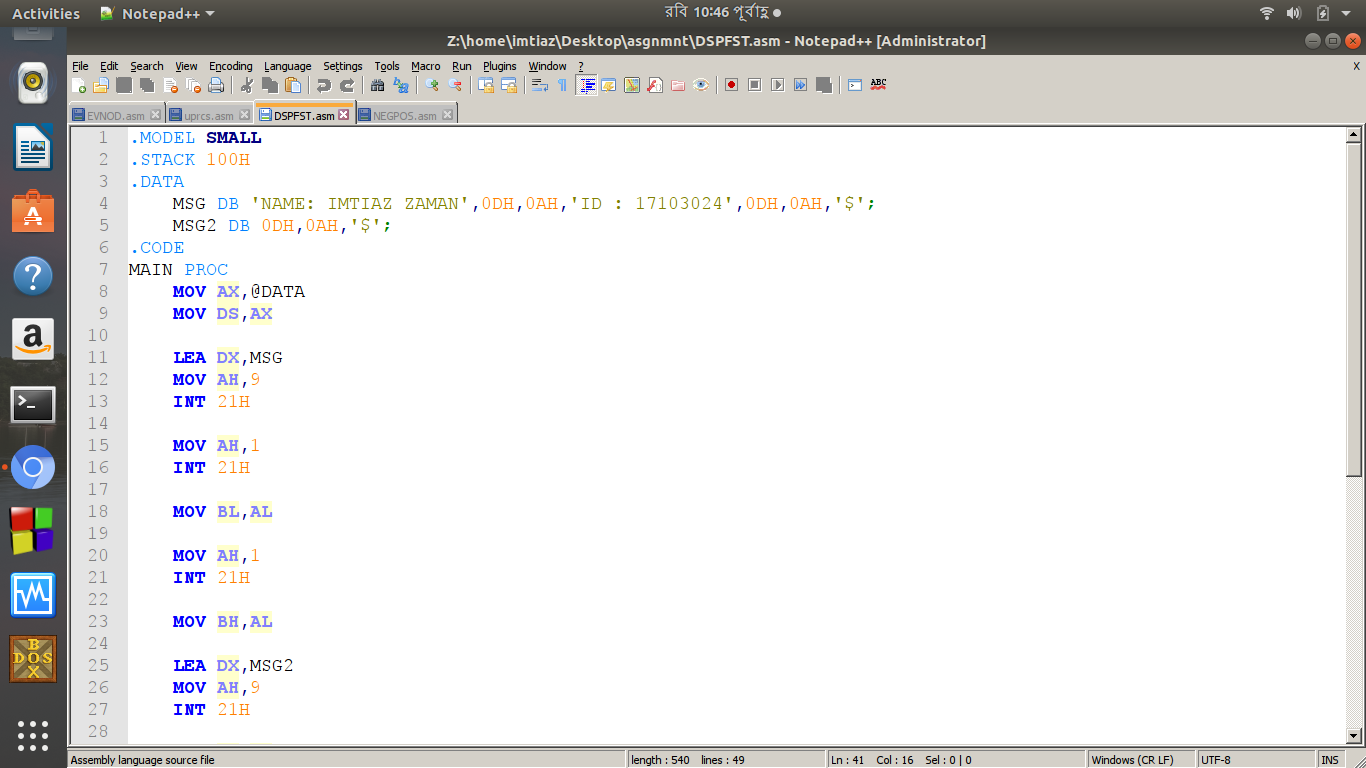 Activities Notepad++ রবি 10:46 পূর্বাহ্ণ
Z:\home\imtiaz\Desktop\asgnmnt\DSPFST.asm - Notepad++ [Administrator]
File Edit Search View Encoding Language Settings Tools Macro Run Plugins Window ? X
ABC
EVNOD.asm uprcs.asm DSPFST.asm NEGPOS.asm
1 .MODEL SMALL
2 .STACK 100H
3 .DATA
4 MSG DB 'NAME: IMTIAZ ZAMAN',0DH,0AH,'ID : 17103024',0DH,0AH,'$';
5 MSG2 DB 0DH,0AH,'$';
6 .CODE
7 MAIN PROC
8 MOV AX,@DATA
9 MOV DS,AX
10
11 LEA DX,MSG
12 MOV AH,9
13 INT 21H
14
15 MOV AH,1
16 INT 21H
17
18 MOV BL,AL
19
20 MOV AH,1
21 INT 21H
22
23 MOV BH,AL
24
25 LEA DX,MSG2
26 MOV AH,9
27 INT 21H
28
Assembly language source file length : 540 lines : 49 Ln : 41 Col : 16 Sel : 0 | 0 Windows (CR LF) UTF-8 INS
a
?
>_
B
DOS
X